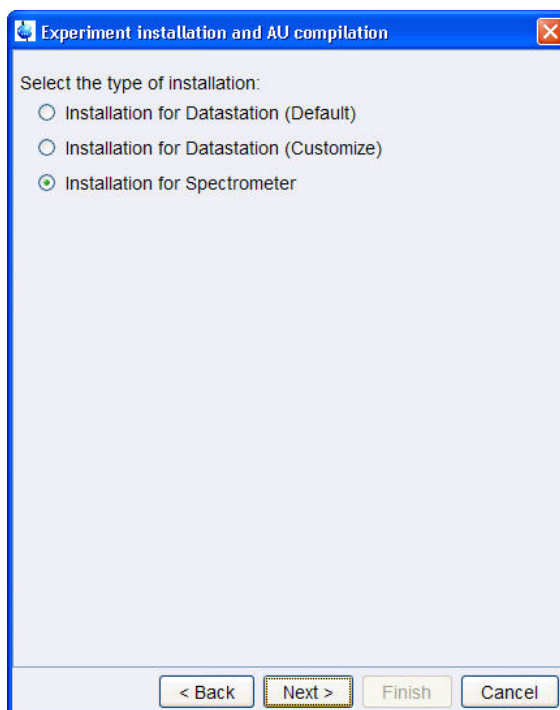 Experiment installation and AU compilation
Select the type of installation:
Installation for Datastation (Default)
Installation for Datastation (Customize)
Installation for Spectrometer
< Back Next > Finish Cancel